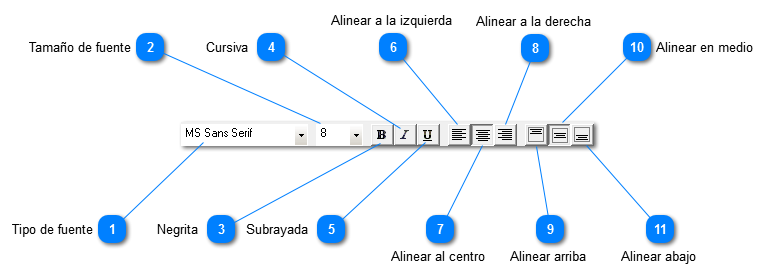 Alinear a la izquierda
Alinear a la derecha
Tamaño de fuente 2
Cursiva 4
6
8
10 Alinear en medio
MS Sans Serif 8 B I U
Tipo de fuente 1
Negrita 3
Subrayada 5
7
9
11
Alinear al centro
Alinear arriba
Alinear abajo